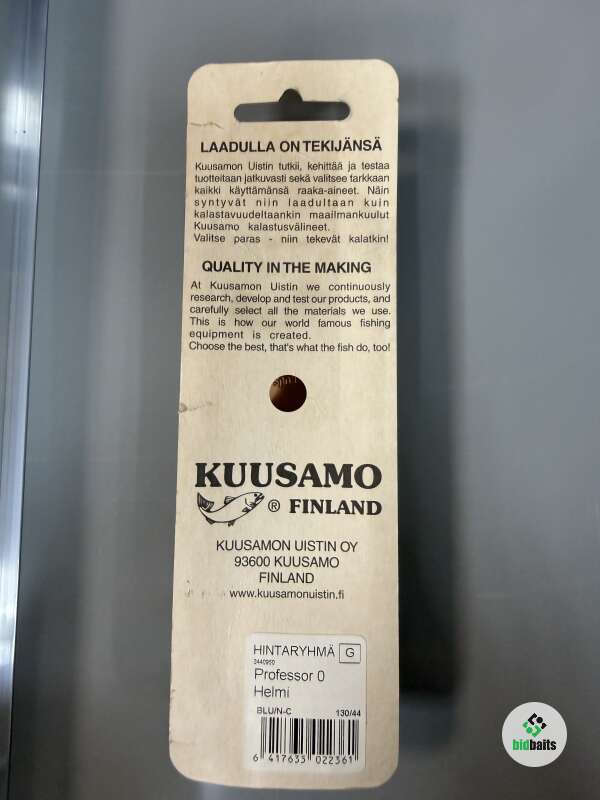 LAADULLA ON TEKIJÄNSÄ
Kuusamon Uistin tutkii, kehittää ja testaa
tuotteitaan jatkuvasti sekä valitsee tarkkaan
kaikki käyttämänsä raaka-aineet. Näin
syntyvät niin laadultaan kuin
kalastavuudeltaankin maailmankuulut
Kuusamo kalastusvälineet.
Valitse paras - niin tekevät kalatkin!
QUALITY IN THE MAKING
At Kuusamon Uistin we continuously
research, develop and test our products, and
carefully select all the materials we use.
This is how our world famous fishing
equipment is created.
Choose the best, that's what the fish do, too!
KUUSAMO
® FINLAND
KUUSAMON UISTIN OY
93600 KUUSAMO
FINLAND
www.kuusamonuistin.fi
HINTARYHMÄ G
2440950
Professor 0
Helmi
BLU/N-C 130/44
6 417633 022361
bidbaits